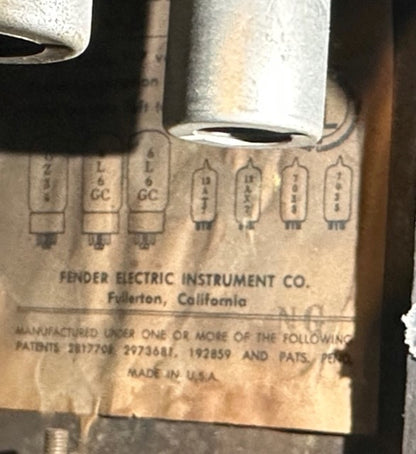 GZ34 6L6GC 6L6GC 12AT7 12AX7 7025 7025
FENDER ELECTRIC INSTRUMENT CO.
Fullerton, California
MANUFACTURED UNDER ONE OR MORE OF THE FOLLOWING
PATENTS 2817708, 2973681, 192859 AND PATS. PEND.
MADE IN U.S.A.